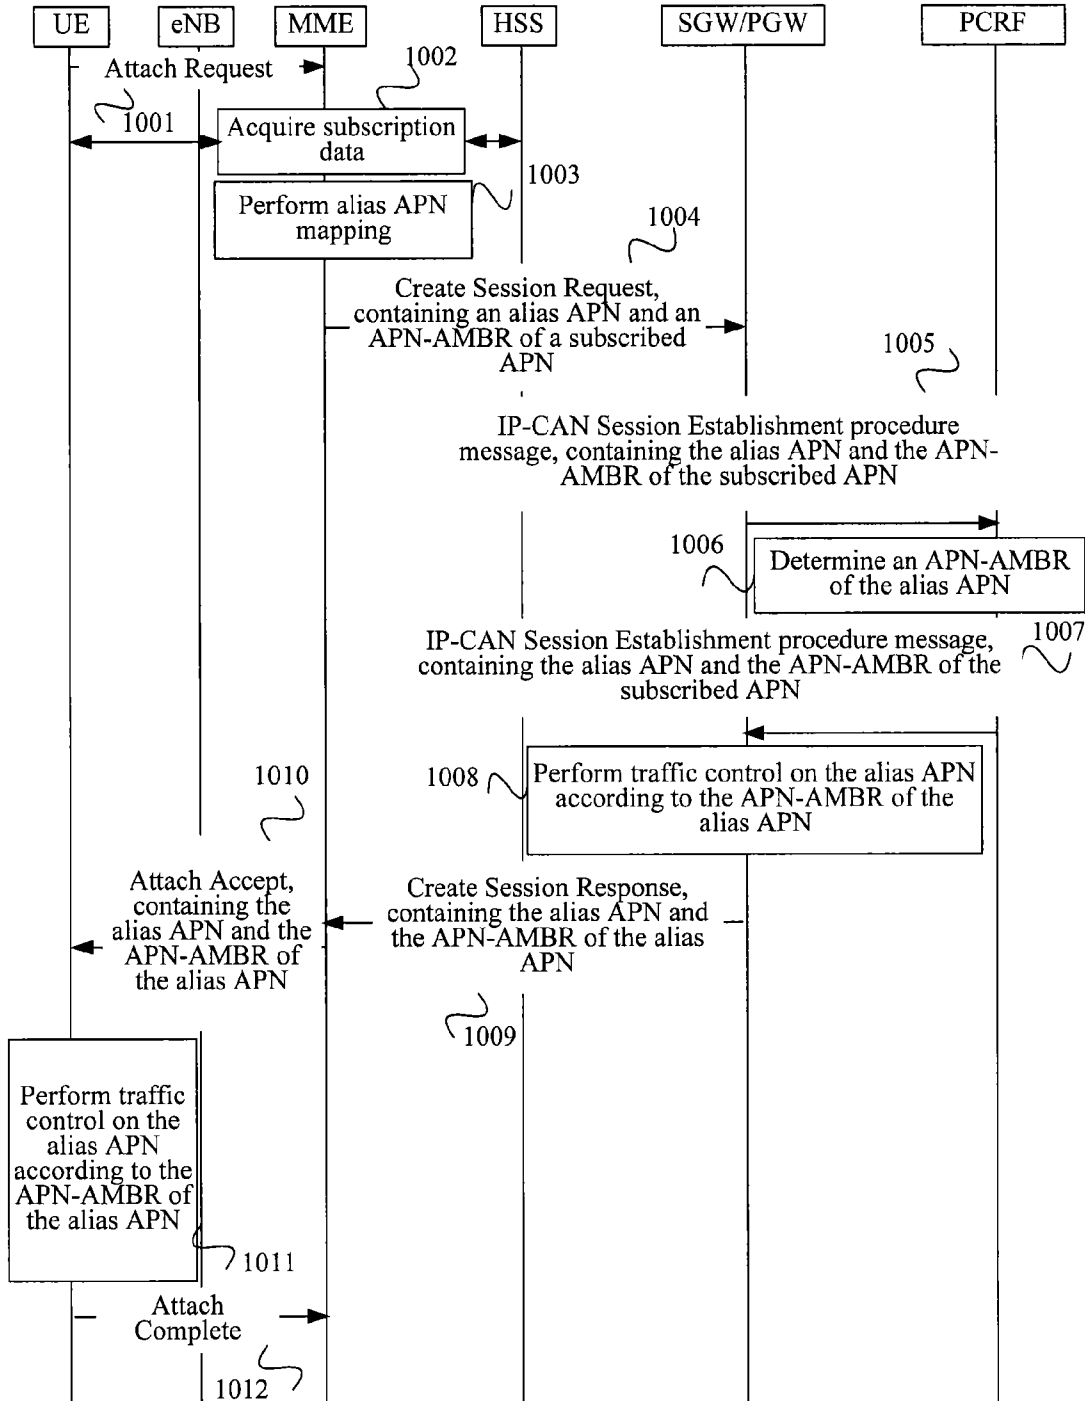 UE
eNB
MME
HSS
SGW/PGW
PCRF
Attach Request
1002
1001
Acquire subscription
data
1003
Perform alias APN
mapping
1004
Create Session Request,
containing an alias APN and an
APN-AMBR of a subscribed
APN
1005
IP-CAN Session Establishment procedure
message, containing the alias APN and the APN-
AMBR of the subscribed APN
1006
Determine an APN-AMBR
of the alias APN
1007
IP-CAN Session Establishment procedure message,
containing the alias APN and the APN-AMBR of the
subscribed APN
1008
Perform traffic control on the alias APN
according to the APN-AMBR of the
alias APN
1010
Attach Accept,
containing the
alias APN and the
APN-AMBR of
the alias APN
Create Session Response,
containing the alias APN and
the APN-AMBR of the alias
APN
1009
Perform traffic
control on the
alias APN
according to the
APN-AMBR of
the alias APN
1011
Attach
Complete
1012